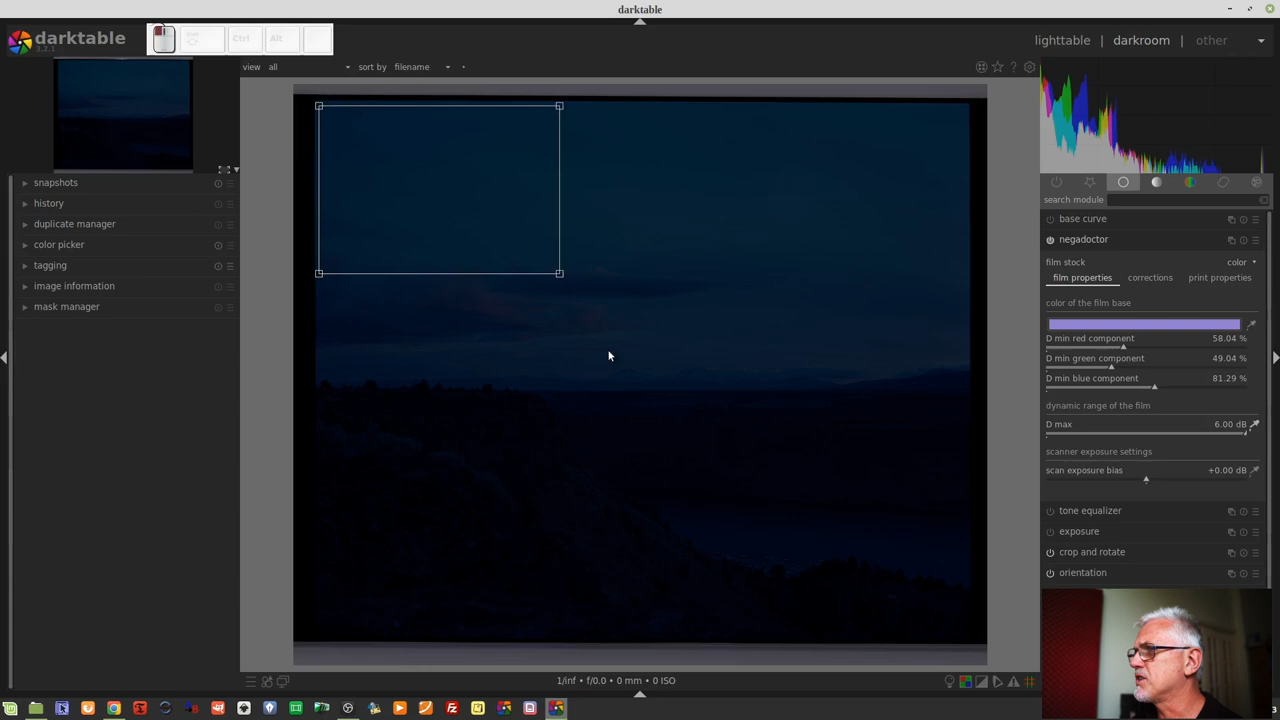 darktable
darktable
3.2.1
Ctrl
Alt
lighttable | darkroom | other
view all
sort by filename
snapshots
history
duplicate manager
color picker
tagging
image information
mask manager
search module
base curve
negadoctor
film stock
color
film properties
corrections
print properties
color of the film base
D min red component
58.04 %
D min green component
49.04 %
D min blue component
81.29 %
dynamic range of the film
D max
6.00 dB
scanner exposure settings
scan exposure bias
+0.00 dB
tone equalizer
exposure
crop and rotate
orientation
1/inf • f/0.0 • 0 mm • 0 ISO